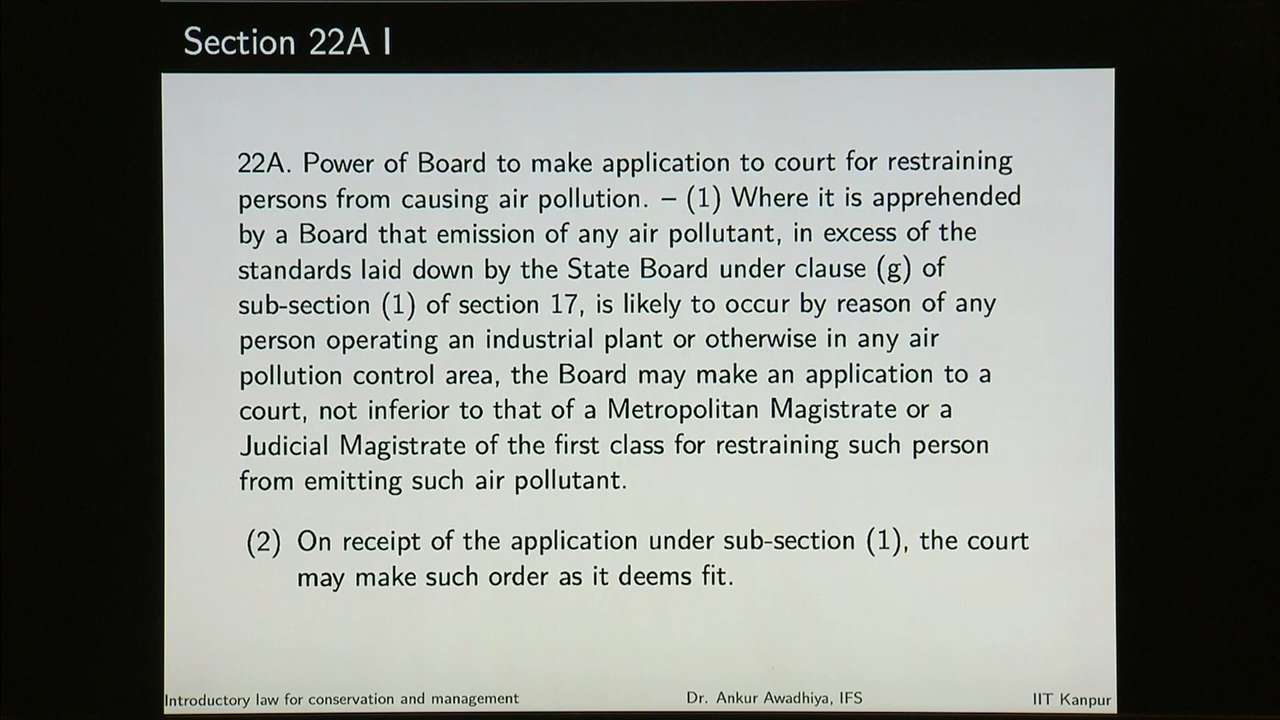 Section 22A I
22A. Power of Board to make application to court for restraining
persons from causing air pollution. – (1) Where it is apprehended
by a Board that emission of any air pollutant, in excess of the
standards laid down by the State Board under clause (g) of
sub-section (1) of section 17, is likely to occur by reason of any
person operating an industrial plant or otherwise in any air
pollution control area, the Board may make an application to a
court, not inferior to that of a Metropolitan Magistrate or a
Judicial Magistrate of the first class for restraining such person
from emitting such air pollutant.
(2) On receipt of the application under sub-section (1), the court
may make such order as it deems fit.
Introductory law for conservation and management Dr. Ankur Awadhiya, IFS IIT Kanpur